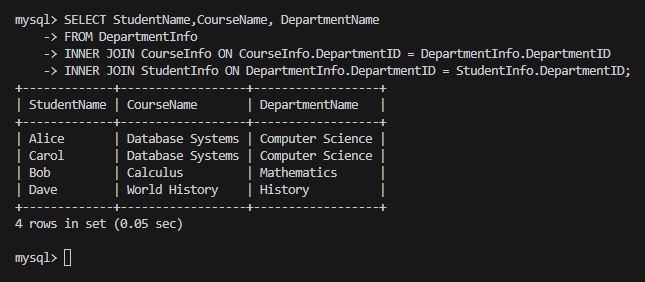 mysql> SELECT StudentName,CourseName, DepartmentName
    -> FROM DepartmentInfo
    -> INNER JOIN CourseInfo ON CourseInfo.DepartmentID = DepartmentInfo.DepartmentID
    -> INNER JOIN StudentInfo ON DepartmentInfo.DepartmentID = StudentInfo.DepartmentID;
+-------------+------------------+------------------+
| StudentName | CourseName       | DepartmentName   |
+-------------+------------------+------------------+
| Alice       | Database Systems | Computer Science |
| Carol       | Database Systems | Computer Science |
| Bob         | Calculus         | Mathematics      |
| Dave        | World History    | History          |
+-------------+------------------+------------------+
4 rows in set (0.05 sec)
mysql>